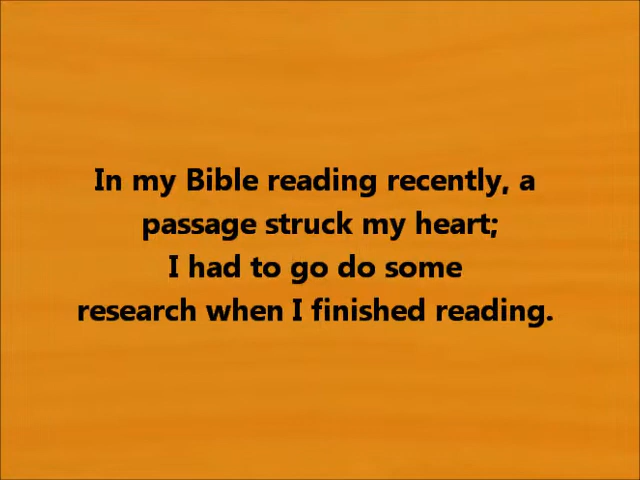 In my Bible reading recently, a
passage struck my heart;
I had to go do some
research when I finished reading.